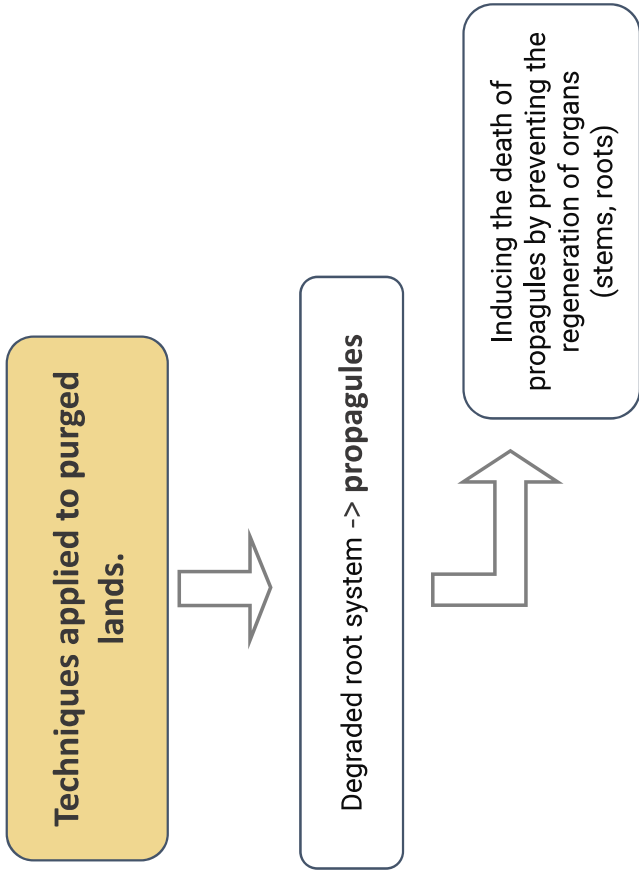 Techniques applied to purged
lands.
Degraded root system -> propagules
Inducing the death of
propagules by preventing the
regeneration of organs
(stems, roots)